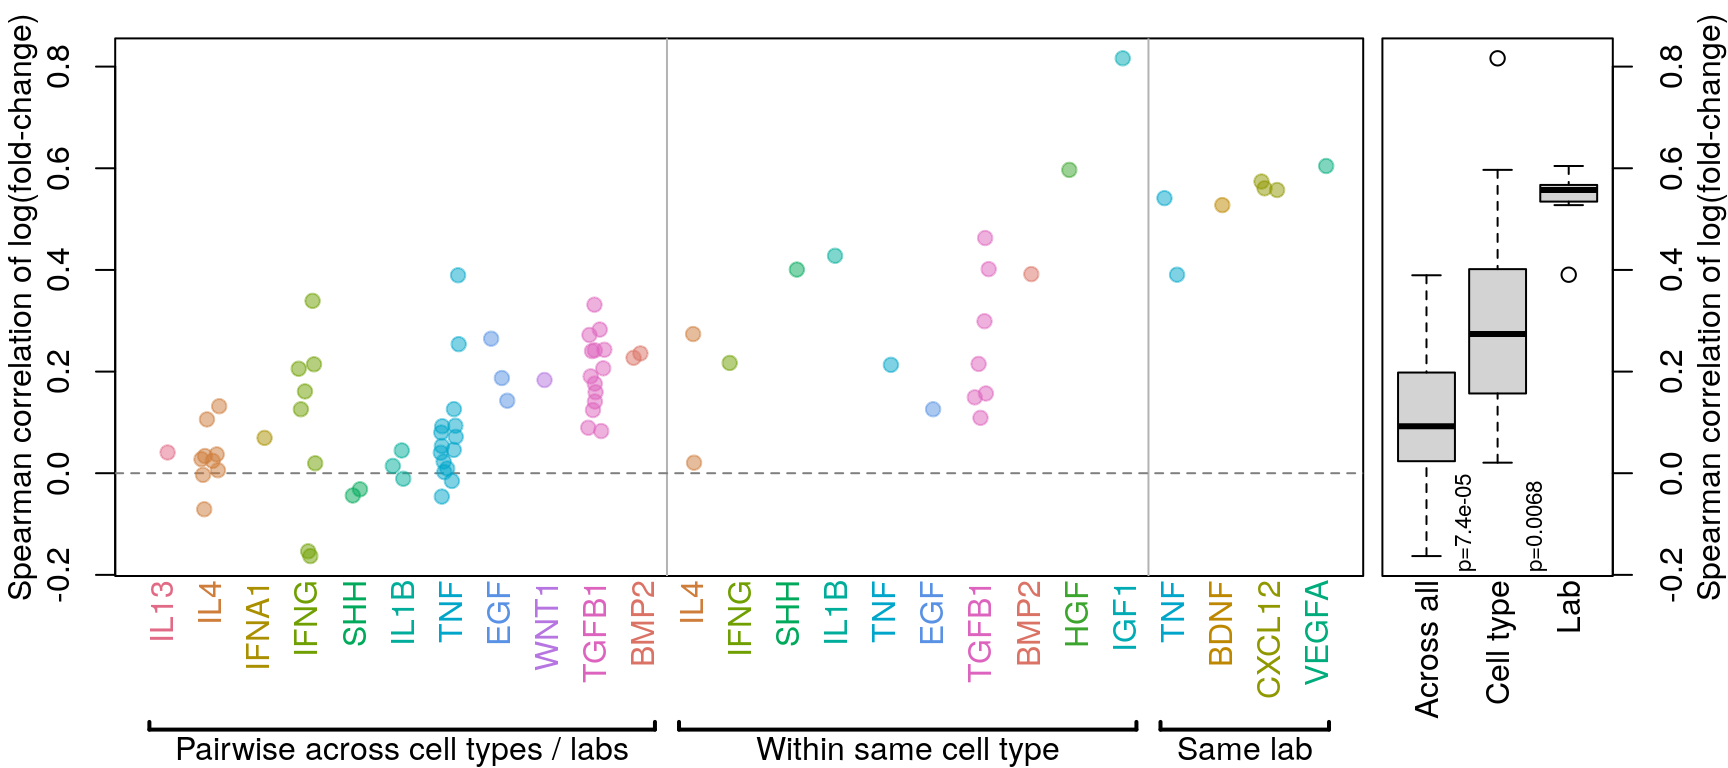 Spearman correlation of log(fold-change)
0.8
0.6
0.4
0.2
0.0
-0.2
IL13
IL4
IFNA1
IFNG
SHH
IL1B
TNF
EGF
WNT1
TGFB1
BMP2
IL4
IFNG
SHH
IL1B
TNF
EGF
TGFB1
BMP2
HGF
IGF1
TNF
BDNF
CXCL12
VEGFA
Pairwise across cell types / labs
Within same cell type
Same lab
p=7.4e-05
p=0.0068
Across all
Cell type
Lab
0.8
0.6
0.4
0.2
0.0
-0.2
Spearman correlation of log(fold-change)